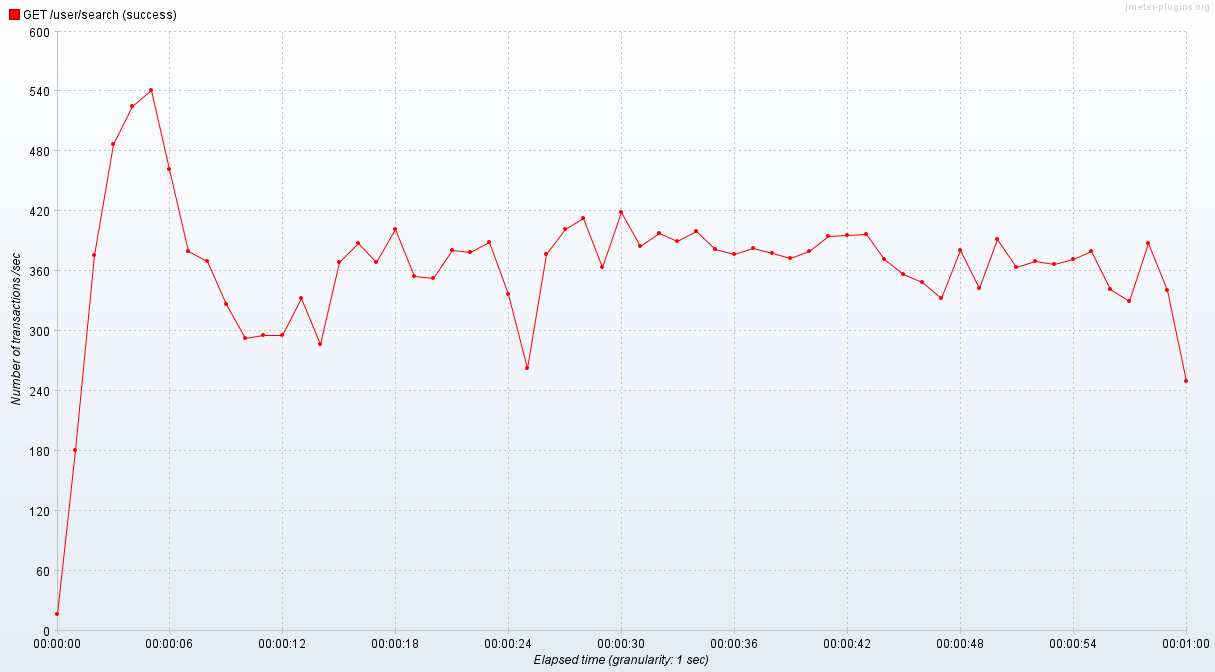 jmeter-plugins.org
GET /user/search (success)
600
540
480
420
360
300
240
180
120
60
0
Number of transactions /sec
00:00:00 00:00:06 00:00:12 00:00:18 00:00:24 00:00:30 00:00:36 00:00:42 00:00:48 00:00:54 00:01:00
Elapsed time (granularity: 1 sec)